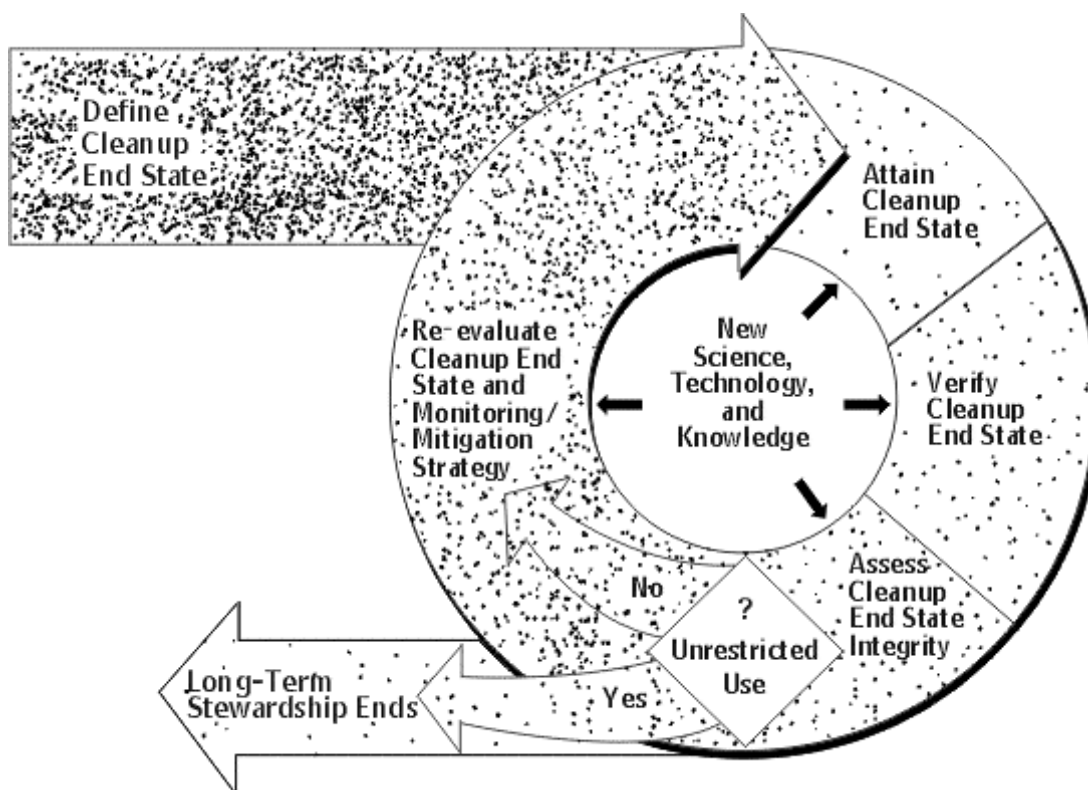 Define
Cleanup
End State
Attain
Cleanup
End State
Re-evaluate
Cleanup End
State and
Monitoring/
Mitigation
Strategy
New
Science,
Technology,
and
Knowledge
Verify
Cleanup
End State
Assess
Cleanup
End State
Integrity
No
?
Unrestricted
Use
Yes
Long-Term
Stewardship Ends